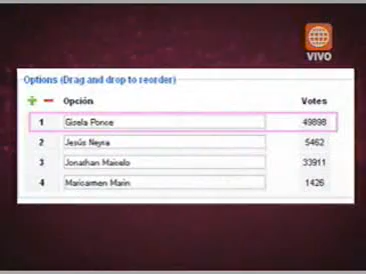 VIVO
Options (Drag and drop to reorder)
Opción Votes
1 Gisela Ponce 49898
2 Jesús Neyra 5462
3 Jonathan Maicelo 33911
4 Maricarmen Marin 1426